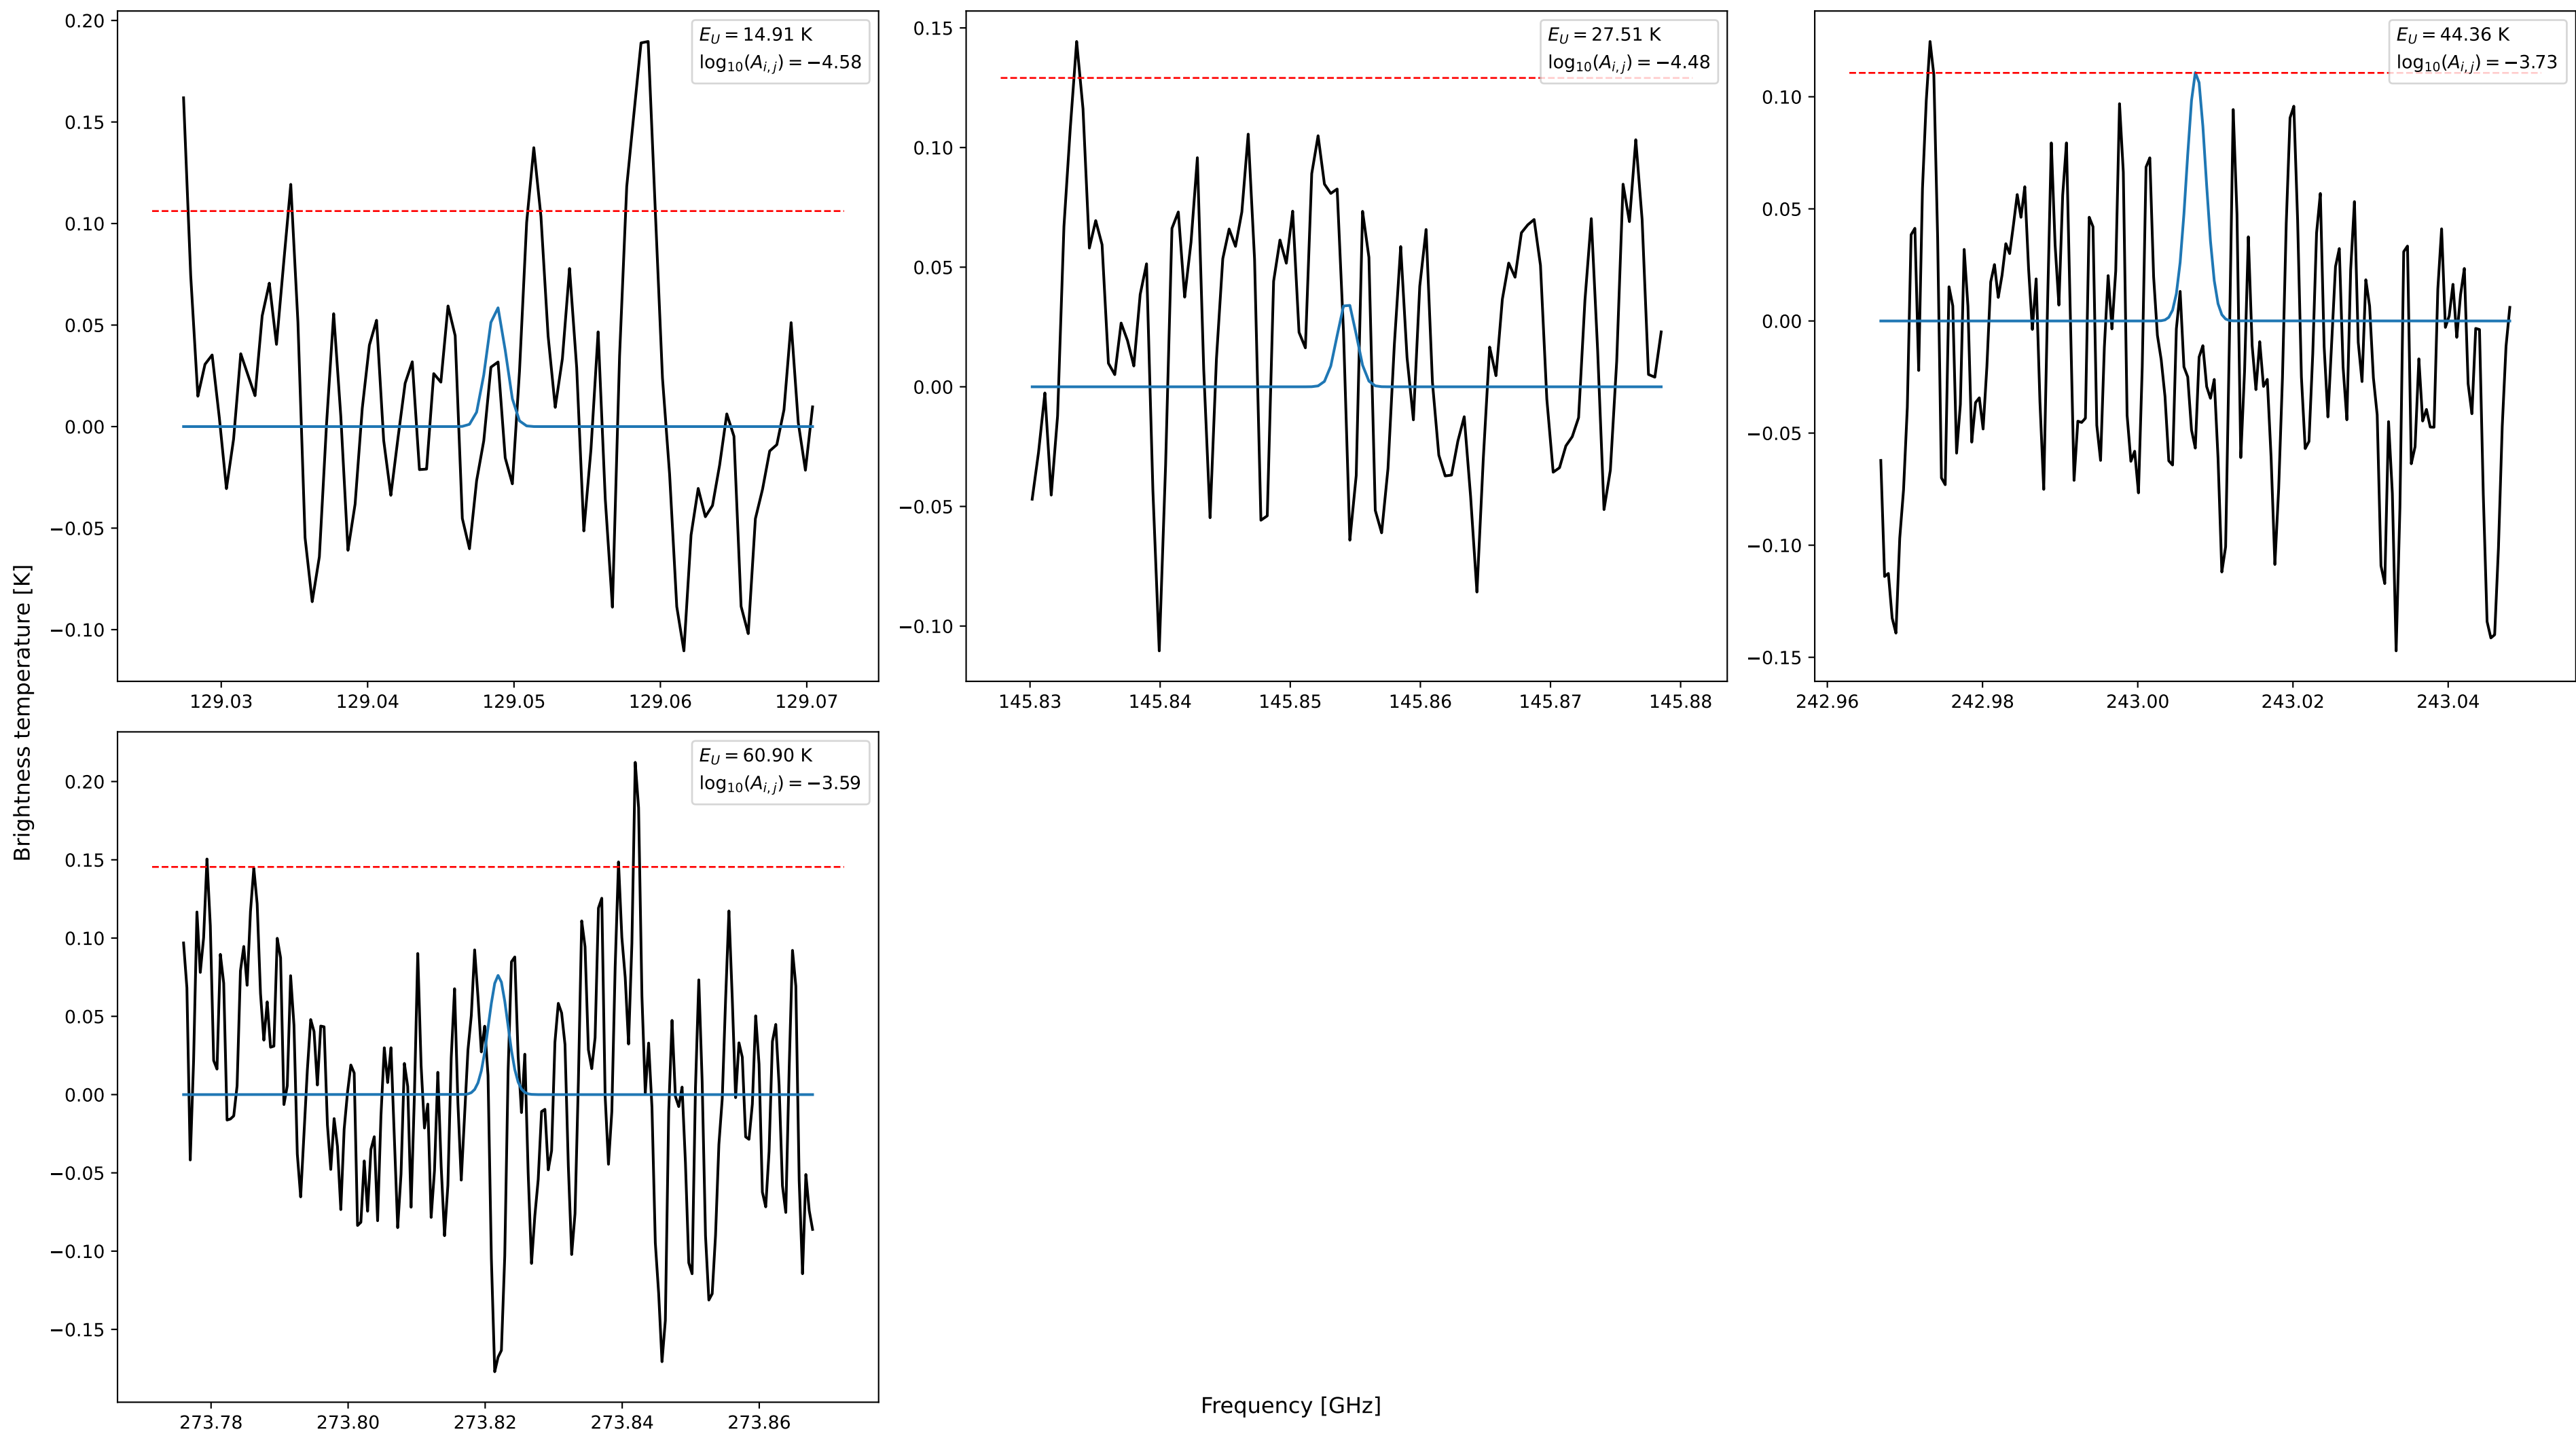 Brightness temperature [K]
0.20
0.15
0.10
0.05
0.00
−0.05
−0.10
129.03 129.04 129.05 129.06 129.07
E_U = 14.91 K
log₁₀(A_{i,j}) = −4.58
0.15
0.10
0.05
0.00
−0.05
−0.10
145.83 145.84 145.85 145.86 145.87 145.88
E_U = 27.51 K
log₁₀(A_{i,j}) = −4.48
0.10
0.05
0.00
−0.05
−0.10
−0.15
242.96 242.98 243.00 243.02 243.04
E_U = 44.36 K
log₁₀(A_{i,j}) = −3.73
0.20
0.15
0.10
0.05
0.00
−0.05
−0.10
−0.15
273.78 273.80 273.82 273.84 273.86
E_U = 60.90 K
log₁₀(A_{i,j}) = −3.59
Frequency [GHz]